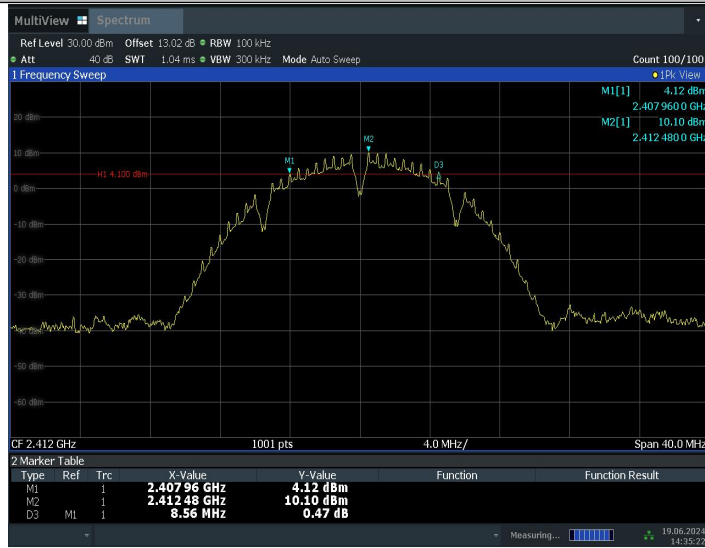 MultiView Spectrum
Ref Level 30.00 dBm Offset 13.02 dB RBW 100 kHz
Att 40 dB SWT 1.04 ms VBW 300 kHz Mode Auto Sweep Count 100/100
1 Frequency Sweep 1Pk View
M1[1] 4.12 dBm
2.407 960 0 GHz
M2[1] 10.10 dBm
2.412 480 0 GHz
20 dBm
M2
10 dBm
M1
D3
H1 4.100 dBm
0 dBm
-10 dBm
-20 dBm
-30 dBm
-40 dBm
-50 dBm
-60 dBm
CF 2.412 GHz 1001 pts 4.0 MHz/ Span 40.0 MHz
2 Marker Table
Type Ref Trc X-Value Y-Value Function Function Result
M1 1 2.407 96 GHz 4.12 dBm
M2 1 2.412 48 GHz 10.10 dBm
D3 M1 1 8.56 MHz 0.47 dB
Measuring... 19.06.2024
14:35:22